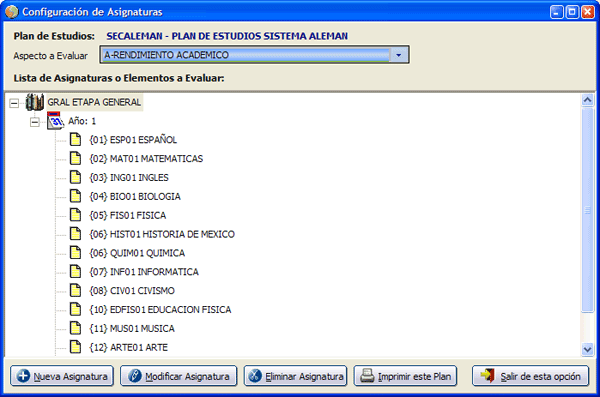 Configuración de Asignaturas
Plan de Estudios: SECALEMAN - PLAN DE ESTUDIOS SISTEMA ALEMAN
Aspecto a Evaluar A-RENDIMIENTO ACADEMICO
Lista de Asignaturas o Elementos a Evaluar:
GRAL ETAPA GENERAL
Año: 1
{01} ESP01 ESPAÑOL
{02} MAT01 MATEMATICAS
{03} ING01 INGLES
{04} BIO01 BIOLOGIA
{05} FIS01 FISICA
{06} HIST01 HISTORIA DE MEXICO
{06} QUIM01 QUIMICA
{07} INF01 INFORMATICA
{08} CIV01 CIVISMO
{10} EDFIS01 EDUCACION FISICA
{11} MUS01 MUSICA
{12} ARTE01 ARTE
Nueva Asignatura Modificar Asignatura Eliminar Asignatura Imprimir este Plan Salir de esta opción